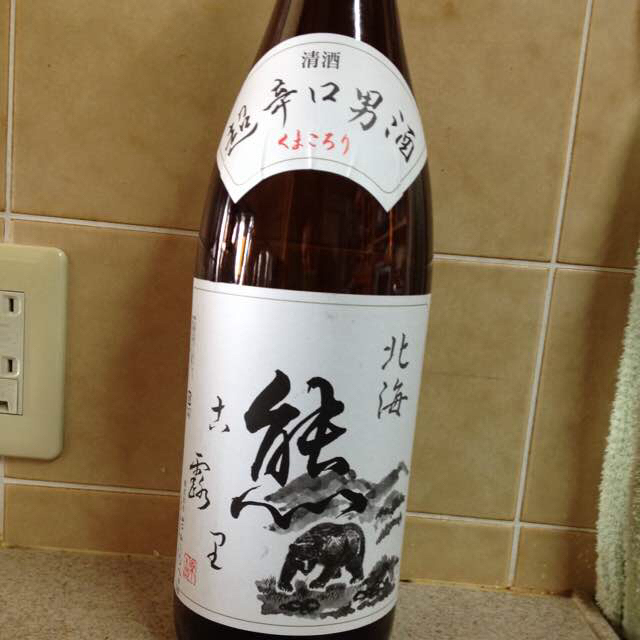 清酒
超辛口男酒
くまころり
北海
熊
古露里